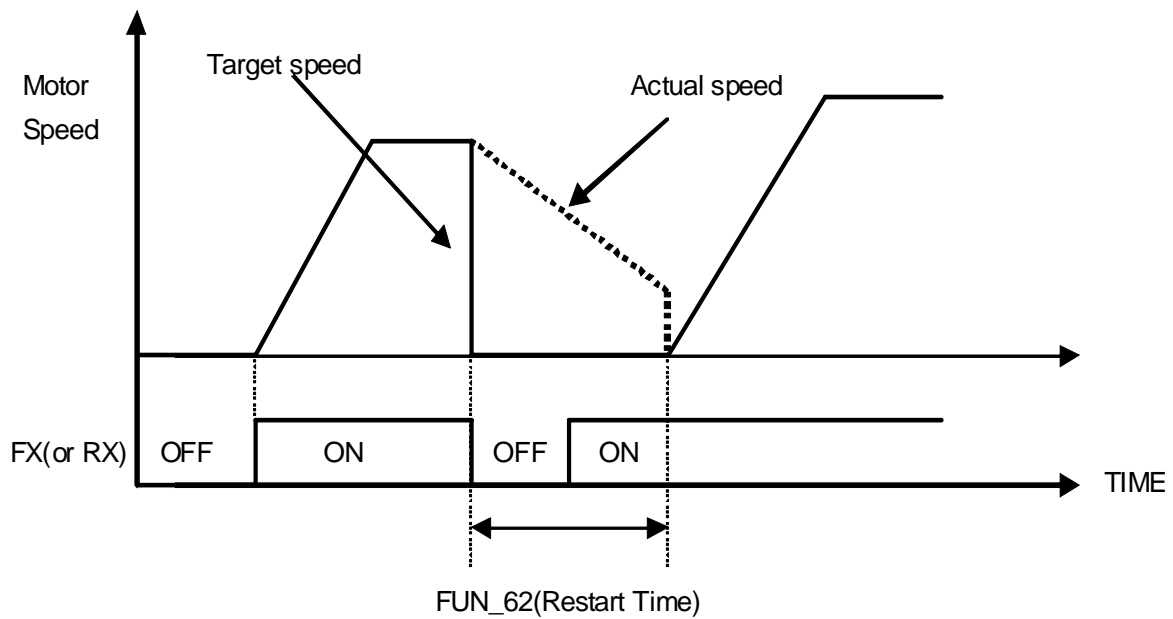 Motor
Speed
Target speed
Actual speed
FX(or RX)
OFF
ON
OFF
ON
TIME
FUN_62(Restart Time)